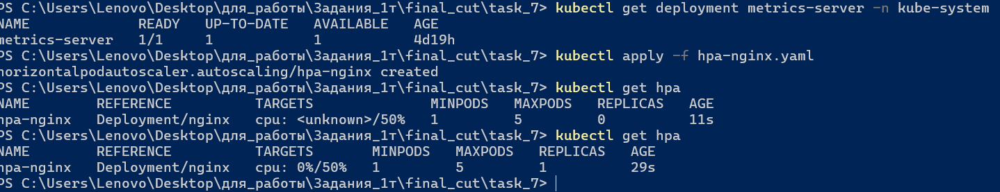 PS C:\Users\Lenovo\Desktop\для_работы\Задания_1т\final_cut\task_7> kubectl get deployment metrics-server -n kube-system
NAME             READY   UP-TO-DATE   AVAILABLE   AGE
metrics-server   1/1     1            1           4d19h
PS C:\Users\Lenovo\Desktop\для_работы\Задания_1т\final_cut\task_7> kubectl apply -f hpa-nginx.yaml
horizontalpodautoscaler.autoscaling/hpa-nginx created
PS C:\Users\Lenovo\Desktop\для_работы\Задания_1т\final_cut\task_7> kubectl get hpa
NAME        REFERENCE          TARGETS              MINPODS   MAXPODS   REPLICAS   AGE
hpa-nginx   Deployment/nginx   cpu: <unknown>/50%   1         5         0          11s
PS C:\Users\Lenovo\Desktop\для_работы\Задания_1т\final_cut\task_7> kubectl get hpa
NAME        REFERENCE          TARGETS       MINPODS   MAXPODS   REPLICAS   AGE
hpa-nginx   Deployment/nginx   cpu: 0%/50%   1         5         1          29s
PS C:\Users\Lenovo\Desktop\для_работы\Задания_1т\final_cut\task_7>